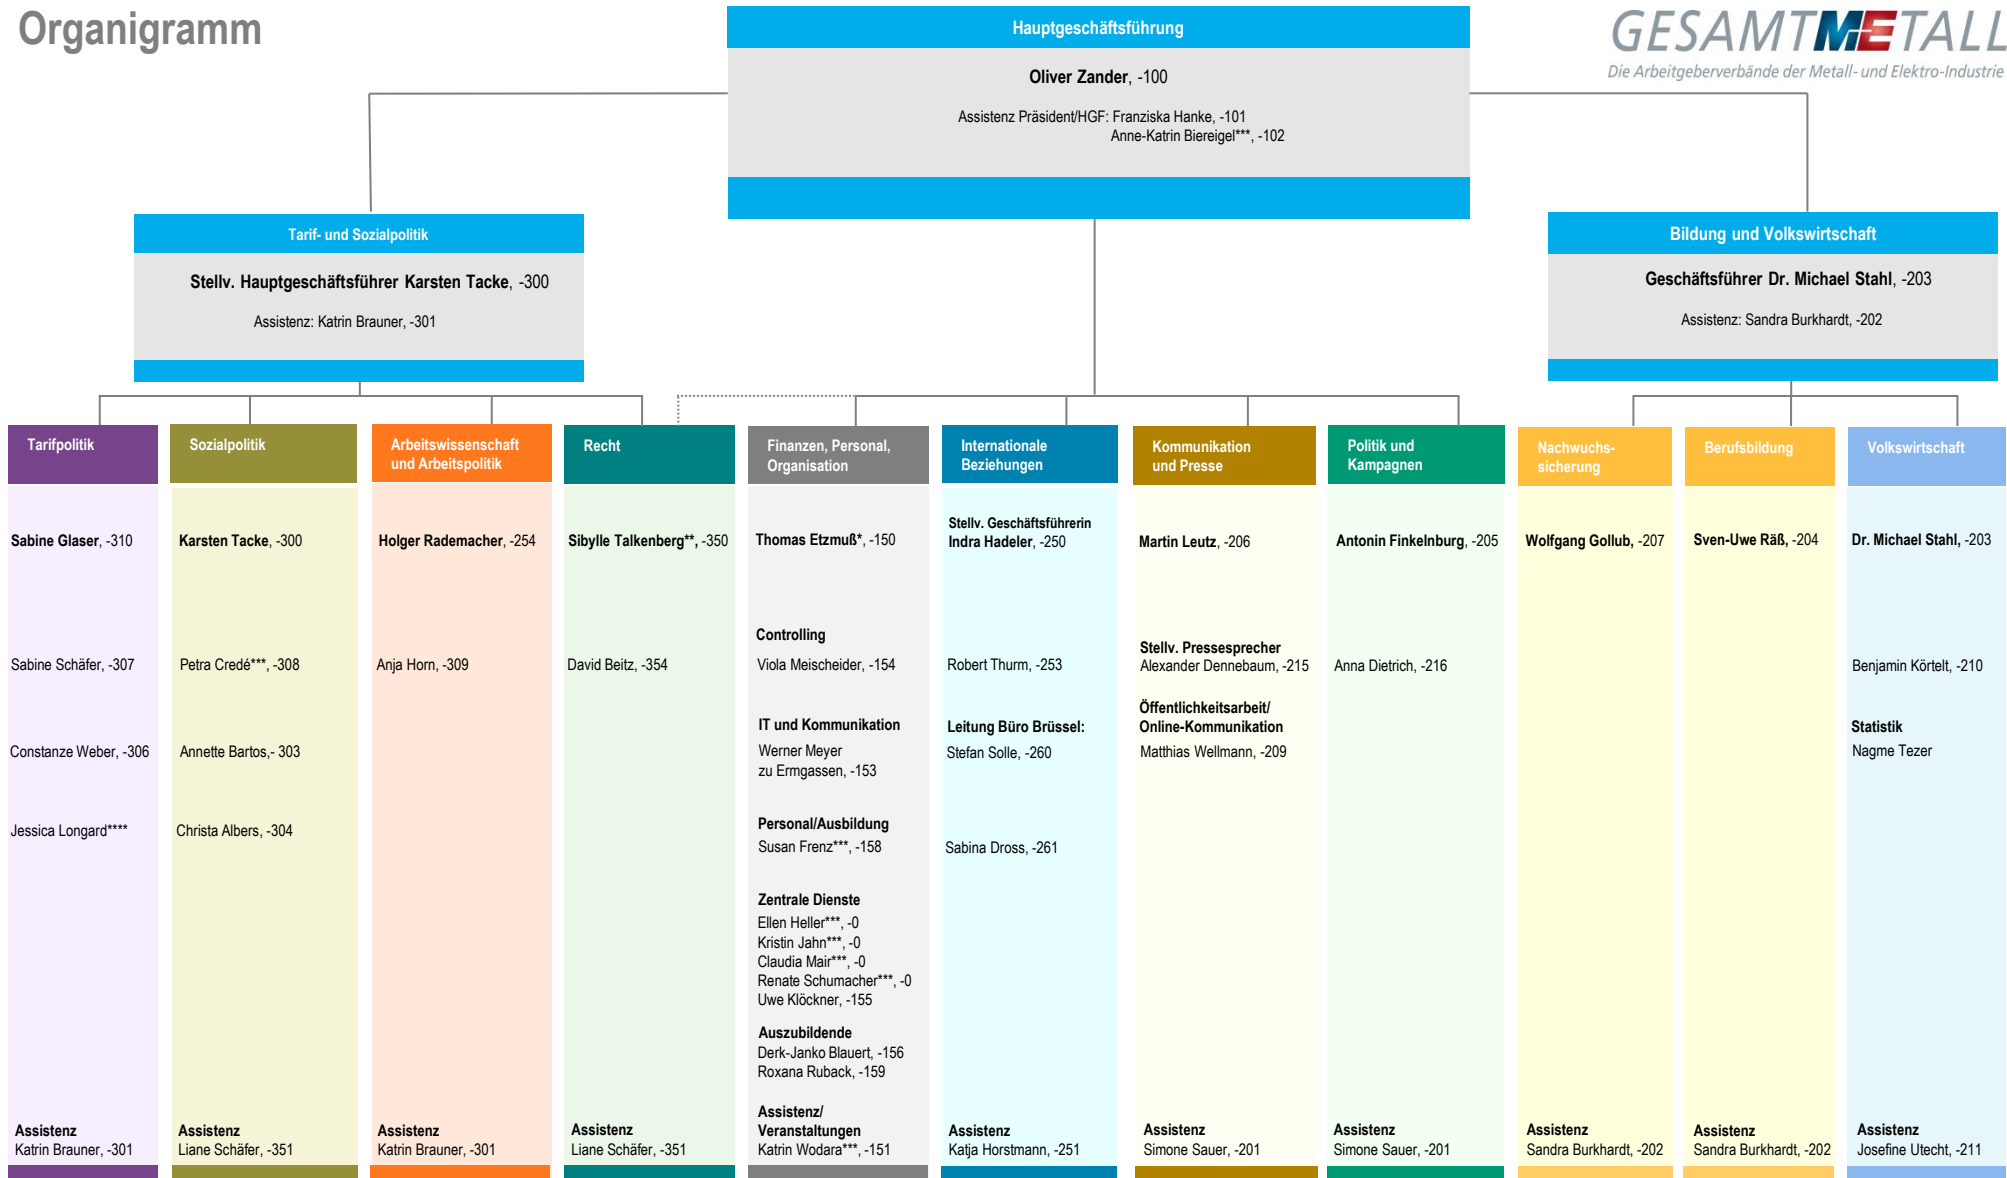 Organigramm
GESAMTMETALL
Die Arbeitgeberverbände der Metall- und Elektro-Industrie
Hauptgeschäftsführung
Oliver Zander, -100
Assistenz Präsident/HGF: Franziska Hanke, -101
Anne-Katrin Biereigel***, -102
Tarif- und Sozialpolitik
Stellv. Hauptgeschäftsführer Karsten Tacke, -300
Assistenz: Katrin Brauner, -301
Bildung und Volkswirtschaft
Geschäftsführer Dr. Michael Stahl, -203
Assistenz: Sandra Burkhardt, -202
Tarifpolitik
Sabine Glaser, -310
Sabine Schäfer, -307
Constanze Weber, -306
Jessica Longard****
Assistenz
Katrin Brauner, -301
Sozialpolitik
Karsten Tacke, -300
Petra Credé***, -308
Annette Bartos,- 303
Christa Albers, -304
Assistenz
Liane Schäfer, -351
Arbeitswissenschaft
und Arbeitspolitik
Holger Rademacher, -254
Anja Horn, -309
Assistenz
Katrin Brauner, -301
Recht
Sibylle Talkenberg**, -350
David Beitz, -354
Assistenz
Liane Schäfer, -351
Finanzen, Personal,
Organisation
Thomas Etzmuß*, -150
Controlling
Viola Meischeider, -154
IT und Kommunikation
Werner Meyer
zu Ermgassen, -153
Personal/Ausbildung
Susan Frenz***, -158
Zentrale Dienste
Ellen Heller***, -0
Kristin Jahn***, -0
Claudia Mair***, -0
Renate Schumacher***, -0
Uwe Klöckner, -155
Auszubildende
Derk-Janko Blauert, -156
Roxana Ruback, -159
Assistenz/
Veranstaltungen
Katrin Wodara***, -151
Internationale
Beziehungen
Stellv. Geschäftsführerin
Indra Hadeler, -250
Robert Thurm, -253
Leitung Büro Brüssel:
Stefan Solle, -260
Sabina Dross, -261
Assistenz
Katja Horstmann, -251
Kommunikation
und Presse
Martin Leutz, -206
Stellv. Pressesprecher
Alexander Dennebaum, -215
Öffentlichkeitsarbeit/
Online-Kommunikation
Matthias Wellmann, -209
Assistenz
Simone Sauer, -201
Politik und
Kampagnen
Antonin Finkelnburg, -205
Anna Dietrich, -216
Assistenz
Simone Sauer, -201
Nachwuchs-
sicherung
Wolfgang Gollub, -207
Assistenz
Sandra Burkhardt, -202
Berufsbildung
Sven-Uwe Räß, -204
Assistenz
Sandra Burkhardt, -202
Volkswirtschaft
Dr. Michael Stahl, -203
Benjamin Körtelt, -210
Statistik
Nagme Tezer
Assistenz
Josefine Utecht, -211